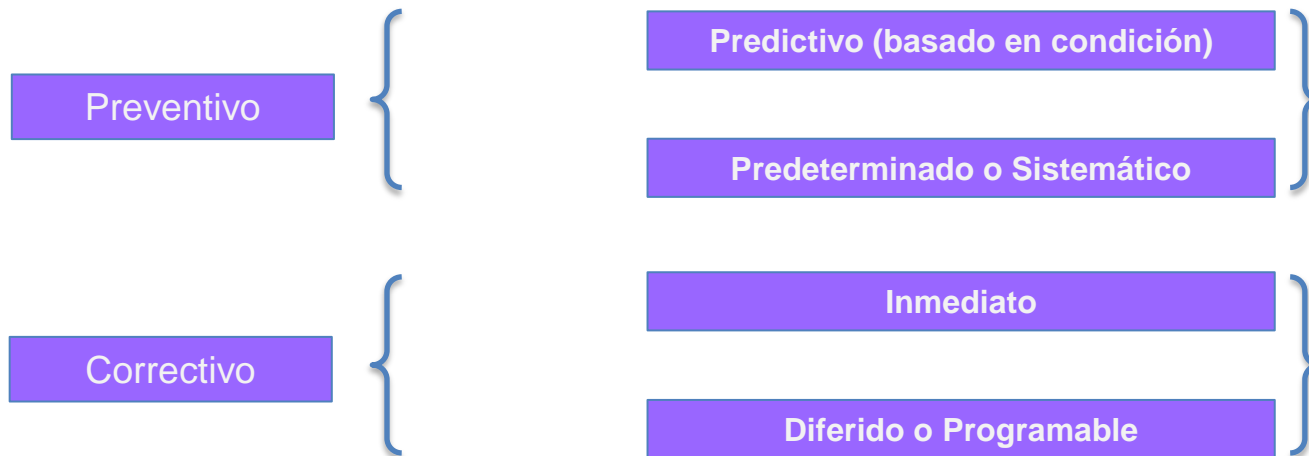 Predictivo (basado en condición)
Preventivo
Predeterminado o Sistemático
Inmediato
Correctivo
Diferido o Programable